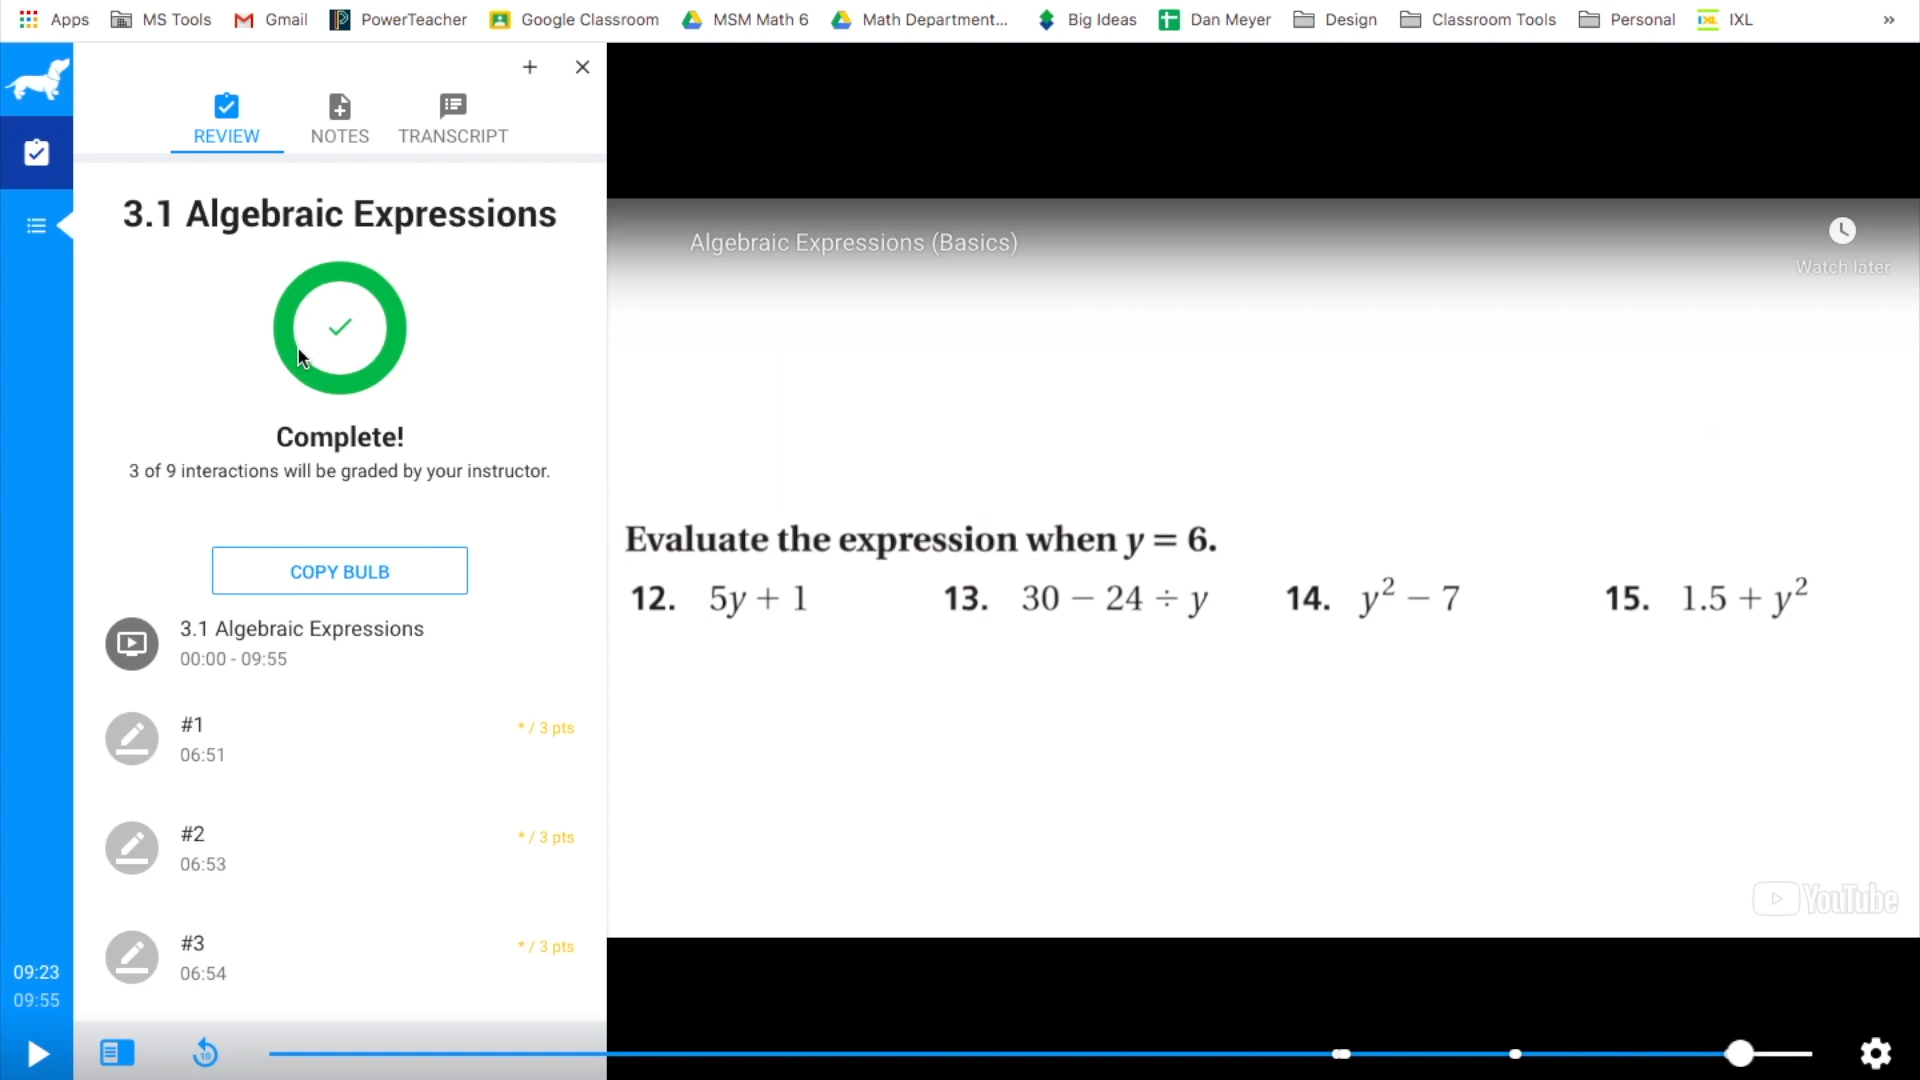 Apps MS Tools Gmail PowerTeacher Google Classroom MSM Math 6 Math Department... Big Ideas Dan Meyer Design Classroom Tools Personal IXL »
REVIEW NOTES TRANSCRIPT
3.1 Algebraic Expressions
Complete!
3 of 9 interactions will be graded by your instructor.
COPY BULB
3.1 Algebraic Expressions
00:00 - 09:55
#1 * / 3 pts
06:51
#2 * / 3 pts
06:53
#3 * / 3 pts
06:54
09:23
09:55
10
Algebraic Expressions (Basics)
Watch later
Evaluate the expression when y = 6.
12. 5y + 1 13. 30 − 24 ÷ y 14. y² − 7 15. 1.5 + y²
YouTube